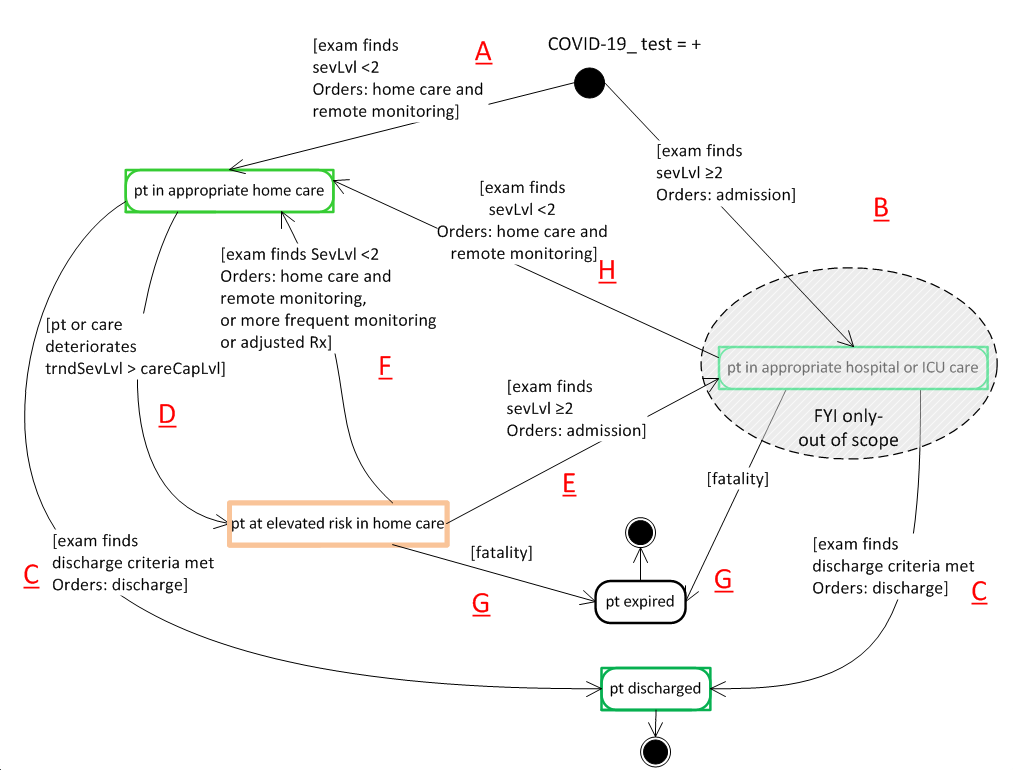 COVID-19_ test = +
[exam finds
sevLvl <2
Orders: home care and
remote monitoring]
A
[exam finds
sevLvl ≥2
Orders: admission]
B
pt in appropriate home care
[exam finds
sevLvl <2
Orders: home care and
remote monitoring]
H
[exam finds SevLvl <2
Orders: home care and
remote monitoring,
or more frequent monitoring
or adjusted Rx]
F
[pt or care
deteriorates
trndSevLvl > careCapLvl]
D
pt in appropriate hospital or ICU care
FYI only-
out of scope
[exam finds
sevLvl ≥2
Orders: admission]
E
[fatality]
G
pt at elevated risk in home care
[fatality]
G
pt expired
[exam finds
discharge criteria met
Orders: discharge]
C
[exam finds
discharge criteria met
Orders: discharge]
C
pt discharged